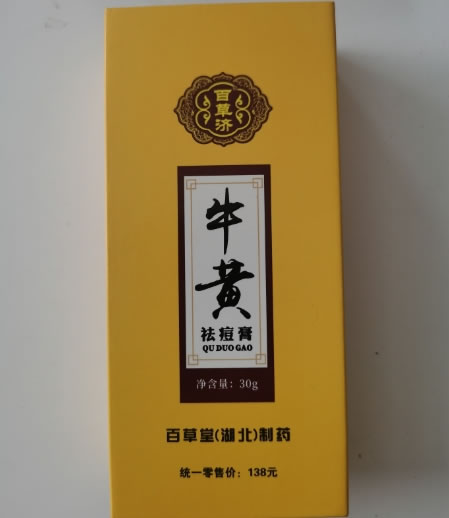 百草济
牛黄
祛痘膏
QU DUO GAO
净含量：30g
百草堂(湖北)制药
统一零售价：138元